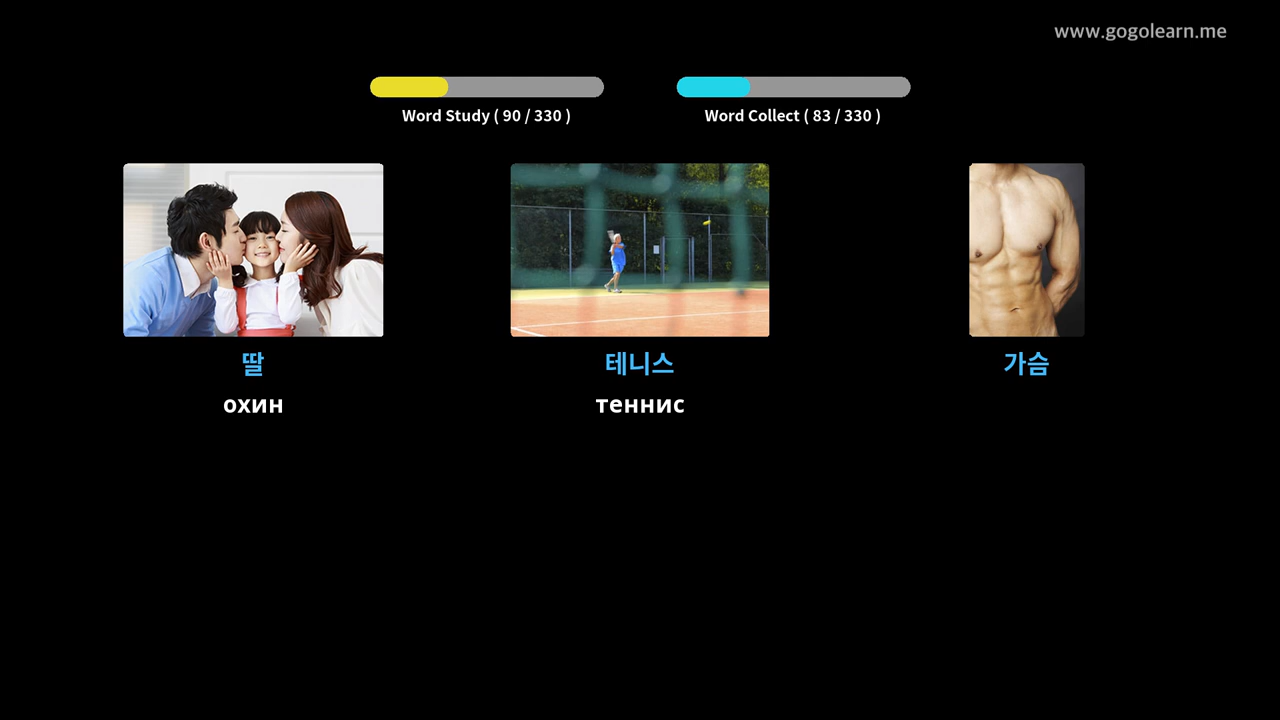 www.gogolearn.me
Word Study ( 90 / 330 )
Word Collect ( 83 / 330 )
딸
테니스
가슴
охин
теннис